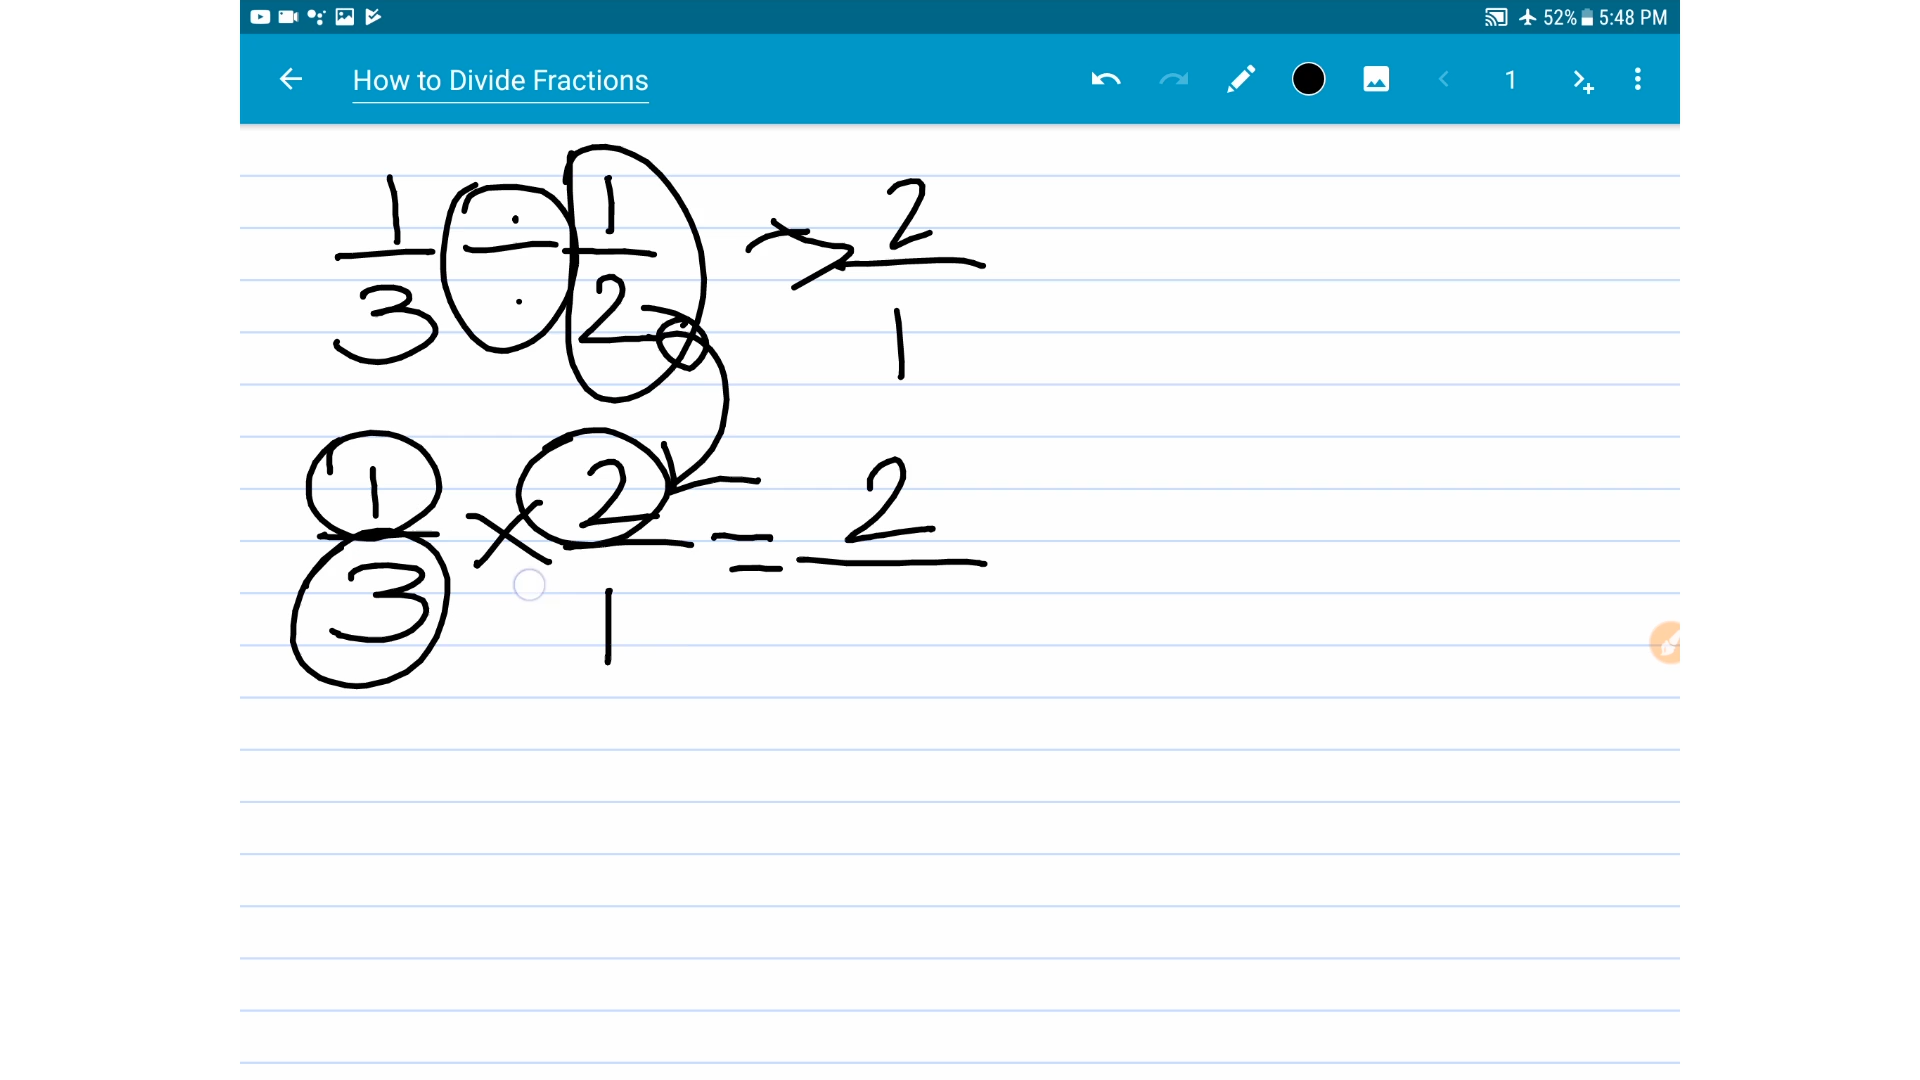 52% 5:48 PM
How to Divide Fractions 1
1/3 ÷ 1/2 → 2/1
1/3 × 2/1 = 2/